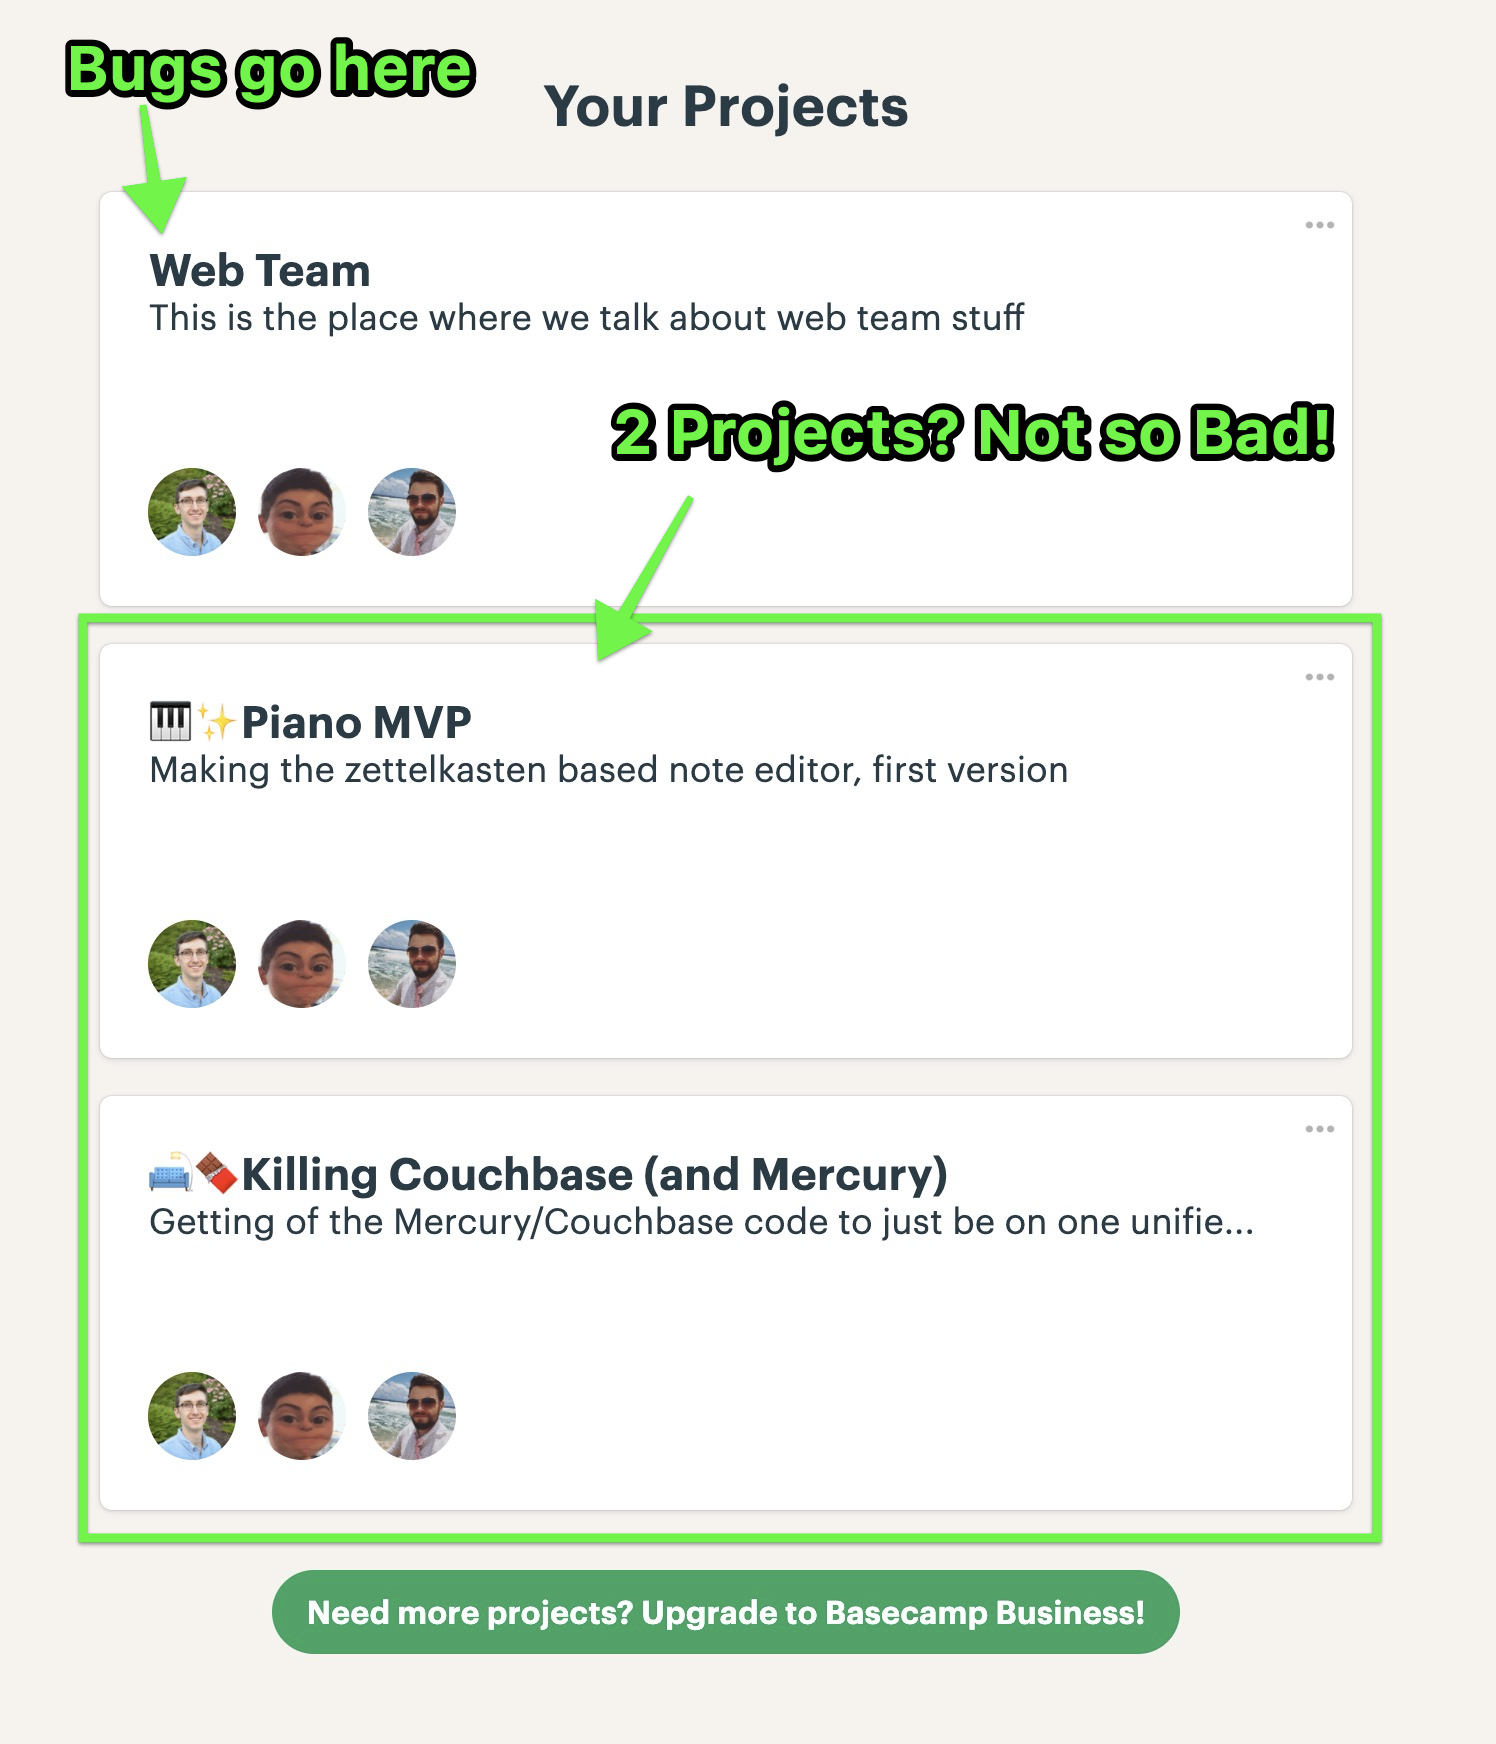 Bugs go here
Your Projects
Web Team
This is the place where we talk about web team stuff
2 Projects? Not so Bad!
🎹✨Piano MVP
Making the zettelkasten based note editor, first version
🛋🍫Killing Couchbase (and Mercury)
Getting of the Mercury/Couchbase code to just be on one unifie...
Need more projects? Upgrade to Basecamp Business!